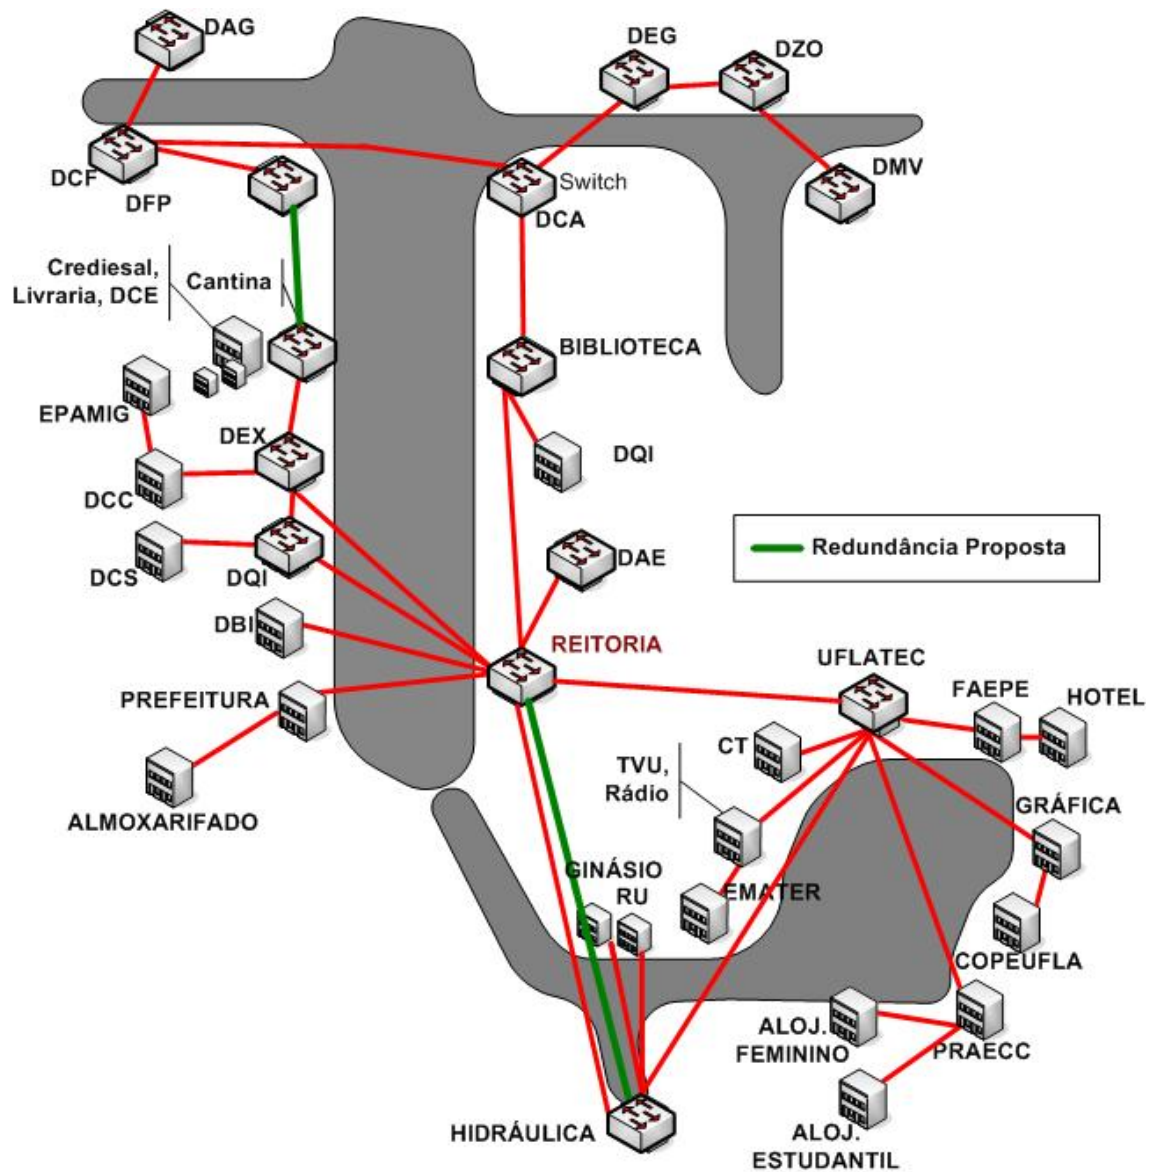 DAG
DEG
DZO
DCF
DFP
Switch
DCA
DMV
Crediesal,
Livraria, DCE
Cantina
BIBLIOTECA
EPAMIG
DEX
DQI
DCC
Redundância Proposta
DAE
DCS
DQI
DBI
REITORIA
UFLATEC
PREFEITURA
FAEPE
HOTEL
CT
TVU,
Rádio
ALMOXARIFADO
GRÁFICA
GINÁSIO
RU
EMATER
COPEUFLA
ALOJ.
FEMININO
PRAECC
HIDRÁULICA
ALOJ.
ESTUDANTIL